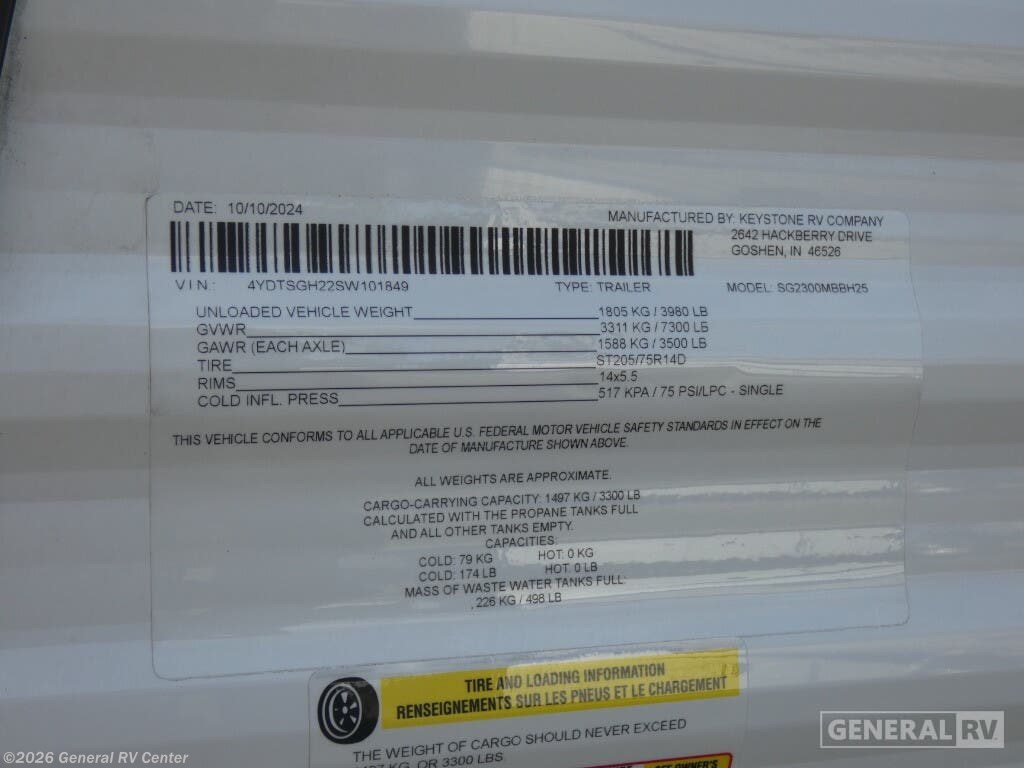 DATE: 10/10/2024
MANUFACTURED BY: KEYSTONE RV COMPANY
2642 HACKBERRY DRIVE
GOSHEN, IN 46526
VIN: 4YDTSGH22SW101849 TYPE: TRAILER MODEL: SG2300MBBH25
UNLOADED VEHICLE WEIGHT 1805 KG / 3980 LB
GVWR 3311 KG / 7300 LB
GAWR (EACH AXLE) 1588 KG / 3500 LB
TIRE ST205/75R14D
RIMS 14x5.5
COLD INFL. PRESS 517 KPA / 75 PSI/LPC - SINGLE
THIS VEHICLE CONFORMS TO ALL APPLICABLE U.S. FEDERAL MOTOR VEHICLE SAFETY STANDARDS IN EFFECT ON THE
DATE OF MANUFACTURE SHOWN ABOVE.
ALL WEIGHTS ARE APPROXIMATE.
CARGO-CARRYING CAPACITY: 1497 KG / 3300 LB
CALCULATED WITH THE PROPANE TANKS FULL
AND ALL OTHER TANKS EMPTY.
CAPACITIES:
COLD: 79 KG HOT: 0 KG
COLD: 174 LB HOT: 0 LB
MASS OF WASTE WATER TANKS FULL:
226 KG / 498 LB
TIRE AND LOADING INFORMATION
RENSEIGNEMENTS SUR LES PNEUS ET LE CHARGEMENT
THE WEIGHT OF CARGO SHOULD NEVER EXCEED
1497 KG. OR 3300 LBS.
SEE OWNER'S
GENERAL RV
©2026 General RV Center